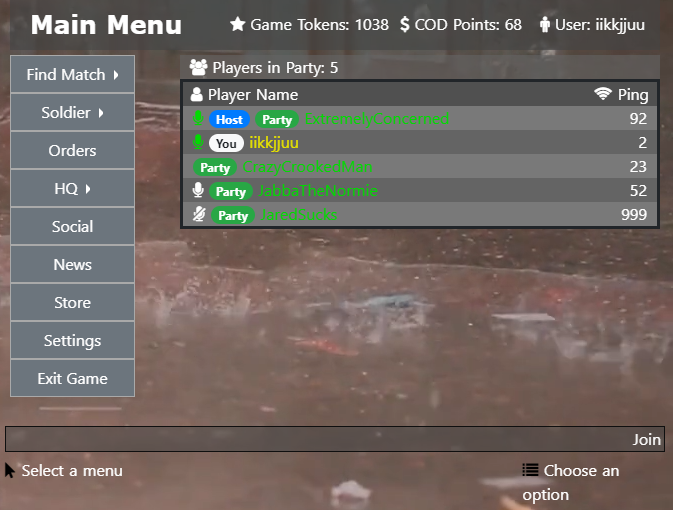 Main Menu
Game Tokens: 1038 COD Points: 68 User: iikkjjuu
Find Match
Soldier
Orders
HQ
Social
News
Store
Settings
Exit Game
Players in Party: 5
Player Name Ping
Host Party ExtremelyConcerned 92
You iikkjjuu 2
Party CrazyCrookedMan 23
Party JabbaTheNormie 52
Party JaredSucks 999
Join
Select a menu
Choose an
option